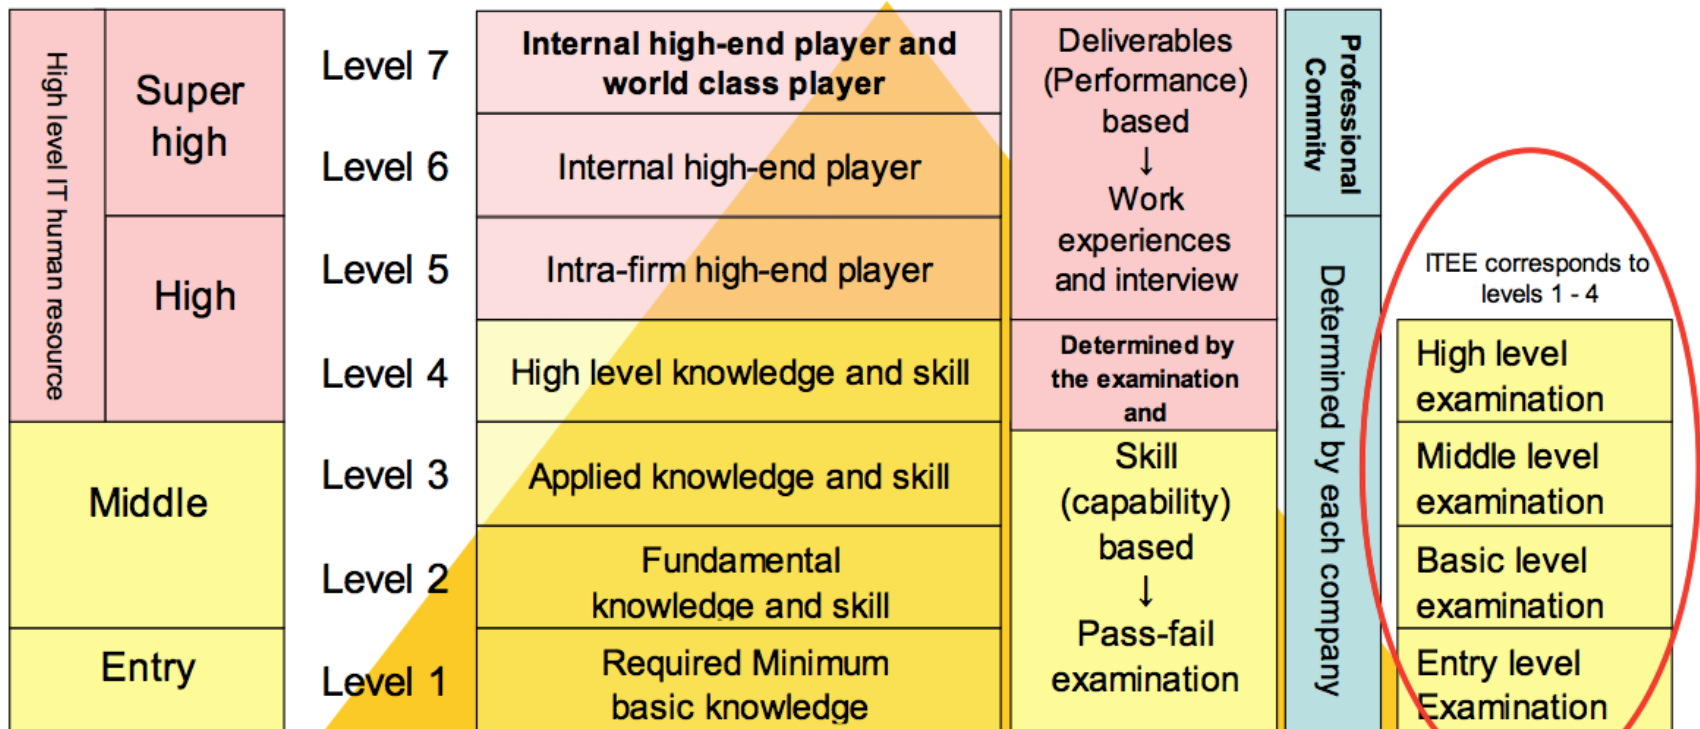 High level IT human resource
Super
high
High
Middle
Entry
Level 7
Level 6
Level 5
Level 4
Level 3
Level 2
Level 1
Internal high-end player and
world class player
Internal high-end player
Intra-firm high-end player
High level knowledge and skill
Applied knowledge and skill
Fundamental
knowledge and skill
Required Minimum
basic knowledge
Deliverables
(Performance)
based
↓
Work
experiences
and interview
Determined by
the examination
and
Skill
(capability)
based
↓
Pass-fail
examination
Professional
Commity
Determined by each company
ITEE corresponds to
levels 1 - 4
High level
examination
Middle level
examination
Basic level
examination
Entry level
Examination